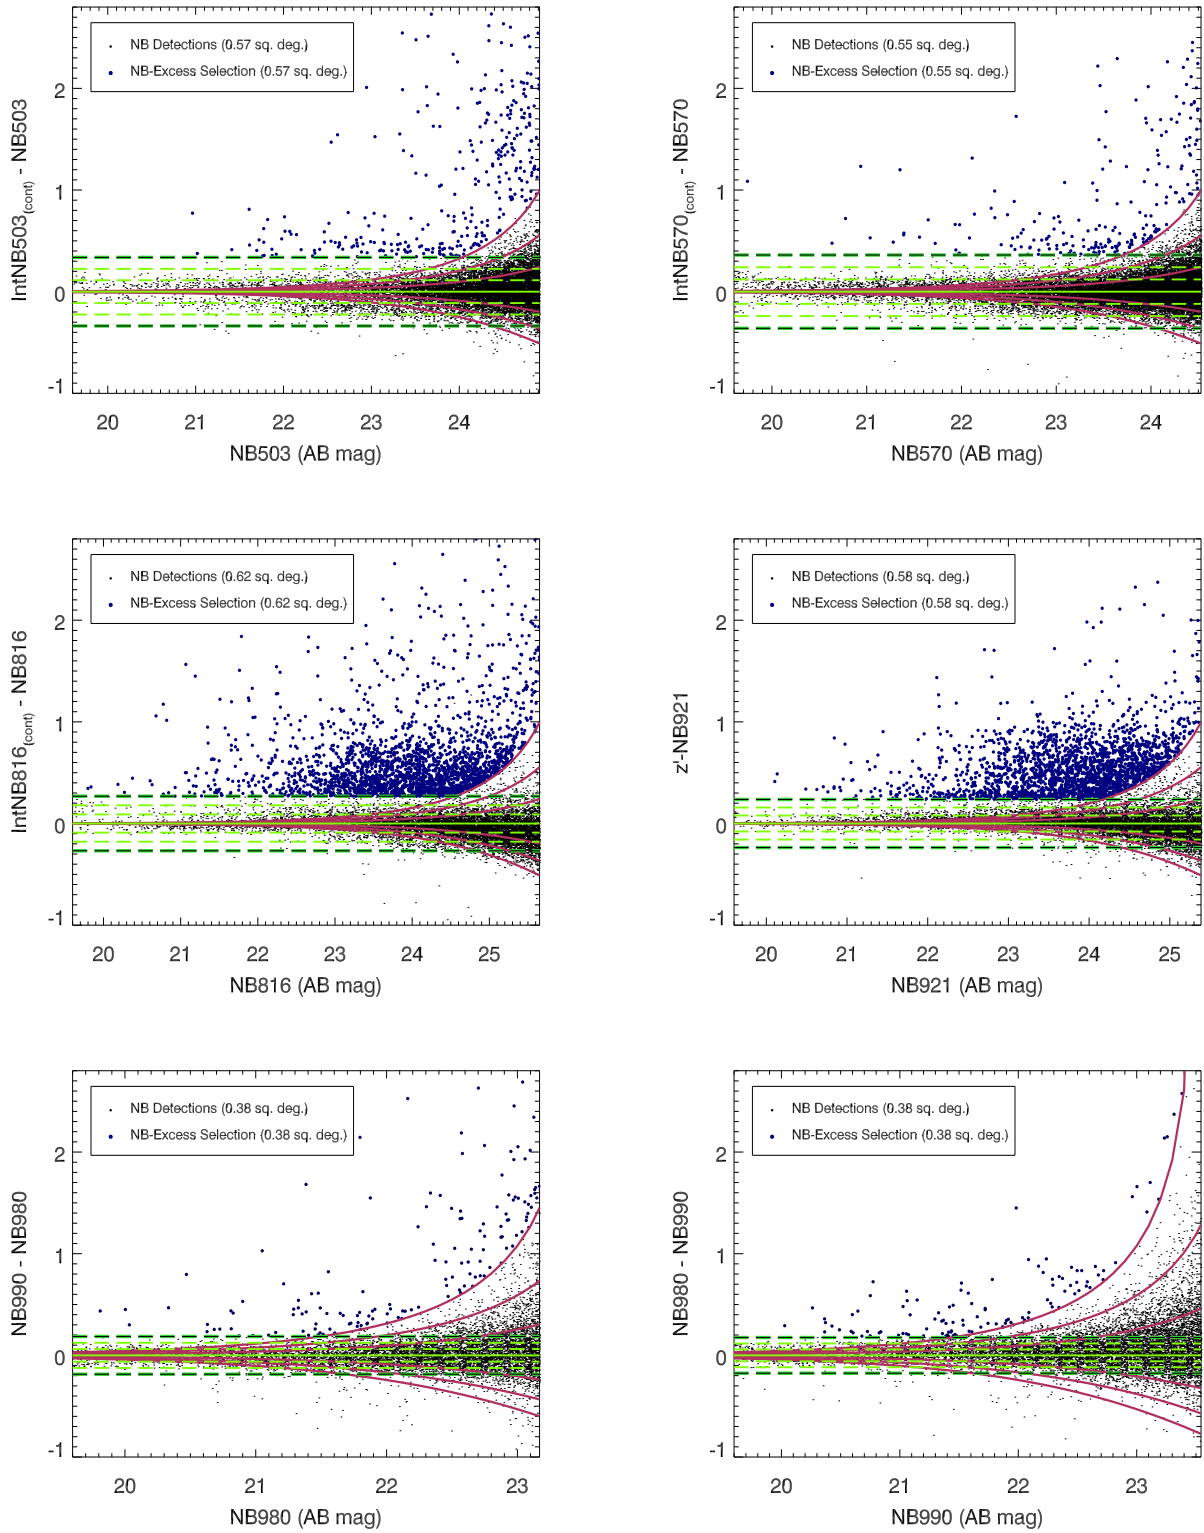 NB Detections (0.57 sq. deg.)
NB-Excess Selection (0.57 sq. deg.)
2
1
0
-1
IntNB503(cont) - NB503
20 21 22 23 24
NB503 (AB mag)
NB Detections (0.55 sq. deg.)
NB-Excess Selection (0.55 sq. deg.)
2
1
0
-1
IntNB570(cont) - NB570
20 21 22 23 24
NB570 (AB mag)
NB Detections (0.62 sq. deg.)
NB-Excess Selection (0.62 sq. deg.)
2
1
0
-1
IntNB816(cont) - NB816
20 21 22 23 24 25
NB816 (AB mag)
NB Detections (0.58 sq. deg.)
NB-Excess Selection (0.58 sq. deg.)
2
1
0
-1
z'-NB921
20 21 22 23 24 25
NB921 (AB mag)
NB Detections (0.38 sq. deg.)
NB-Excess Selection (0.38 sq. deg.)
2
1
0
-1
NB990 - NB980
20 21 22 23
NB980 (AB mag)
NB Detections (0.38 sq. deg.)
NB-Excess Selection (0.38 sq. deg.)
2
1
0
-1
NB980 - NB990
20 21 22 23
NB990 (AB mag)